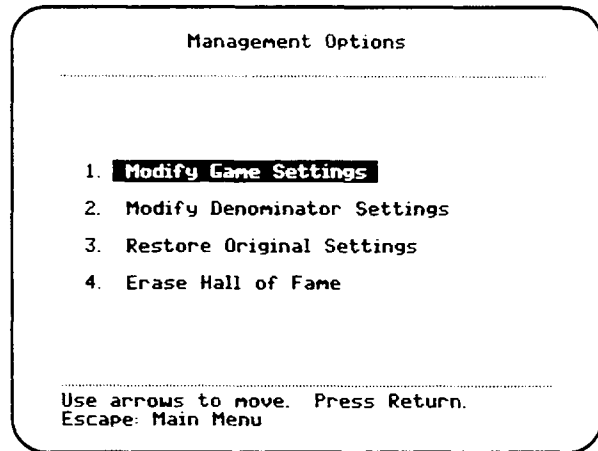 Management Options
1. Modify Game Settings
2. Modify Denominator Settings
3. Restore Original Settings
4. Erase Hall of Fame
Use arrows to move. Press Return.
Escape: Main Menu